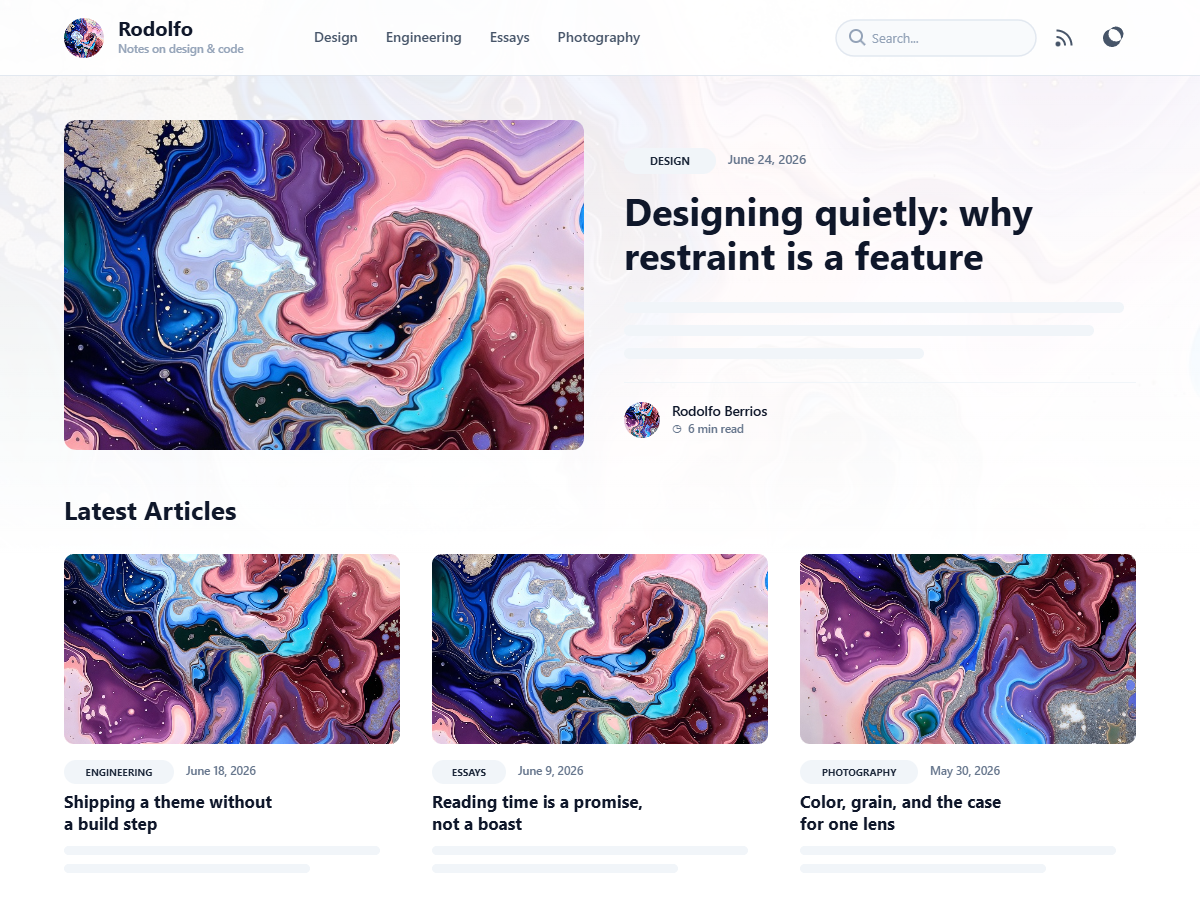 Rodolfo
Notes on design & code
Design
Engineering
Essays
Photography
Search...
DESIGN
June 24, 2026
Designing quietly: why
restraint is a feature
Rodolfo Berrios
6 min read
Latest Articles
ENGINEERING
June 18, 2026
Shipping a theme without
a build step
ESSAYS
June 9, 2026
Reading time is a promise,
not a boast
PHOTOGRAPHY
May 30, 2026
Color, grain, and the case
for one lens